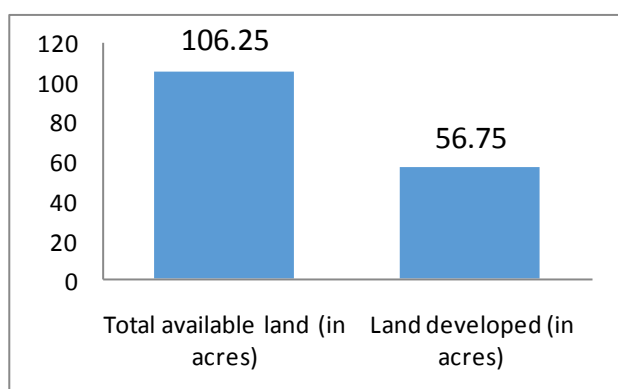 120
100
80
60
40
20
0
106.25
56.75
Total available land (in
acres)
Land developed (in
acres)